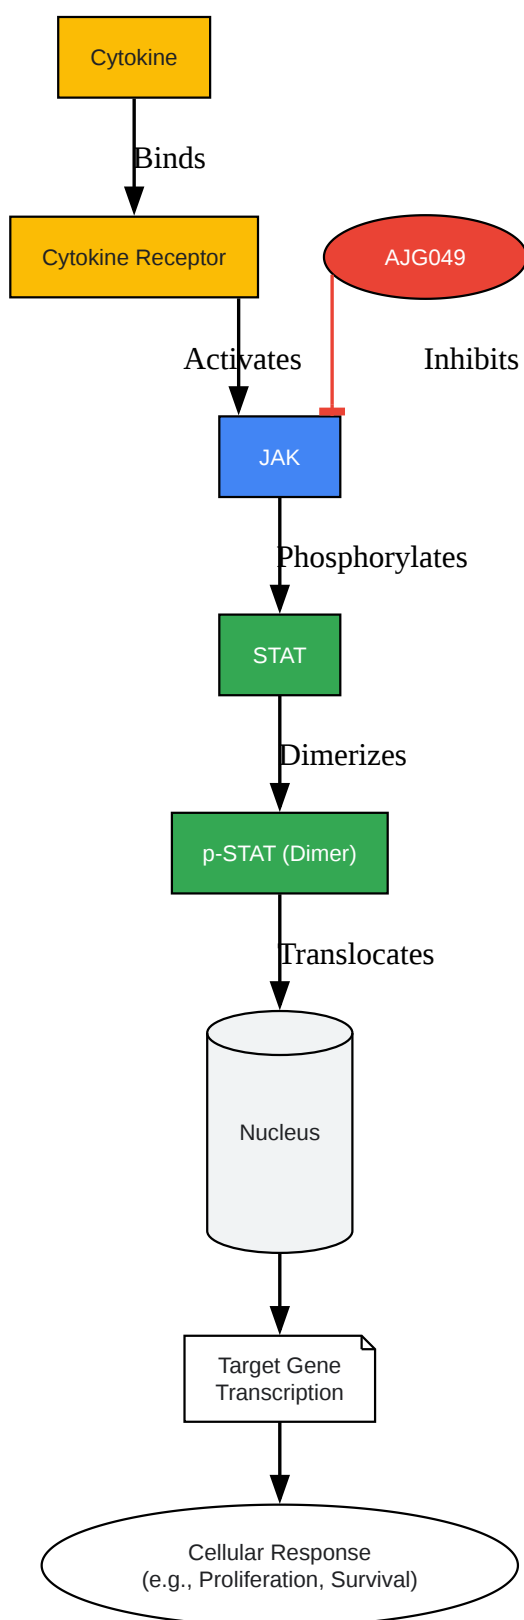 Cytokine
Binds
Cytokine Receptor
AJG049
Activates
Inhibits
JAK
Phosphorylates
STAT
Dimerizes
p-STAT (Dimer)
Translocates
Nucleus
Target Gene
Transcription
Cellular Response
(e.g., Proliferation, Survival)